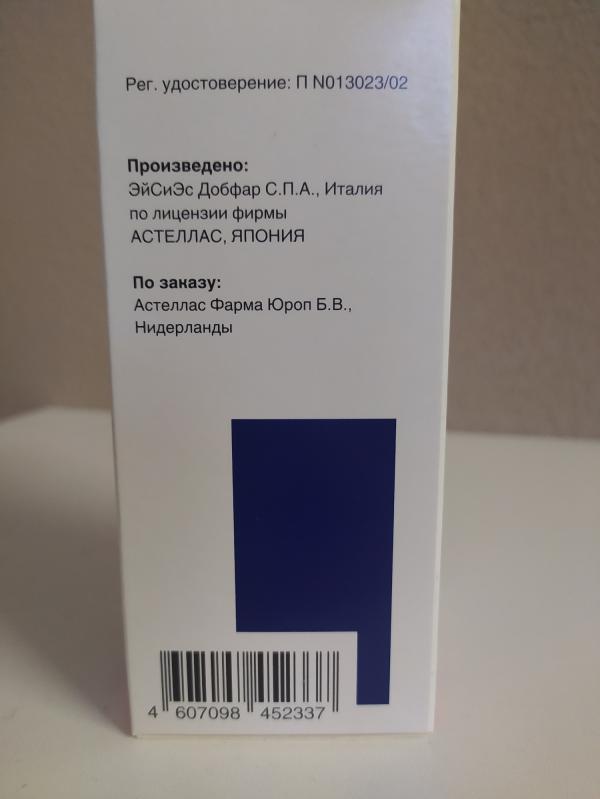 Рег. удостоверение: П N013023/02
Произведено:
ЭйСиЭс Добфар С.П.А., Италия
по лицензии фирмы
АСТЕЛЛАС, ЯПОНИЯ
По заказу:
Астеллас Фарма Юроп Б.В.,
Нидерланды
4 607098 452337